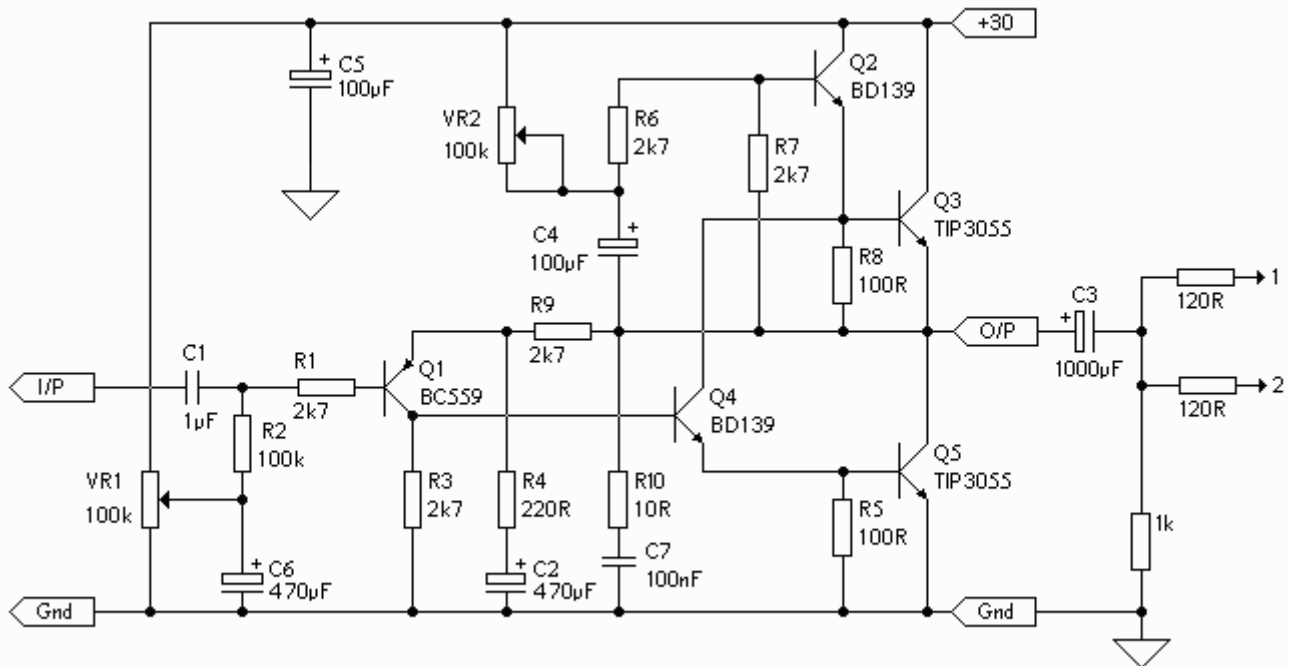 +30
C5
100µF
Q2
BD139
VR2
100k
R6
2k7
R7
2k7
Q3
TIP3055
C4
100µF
R8
100R
R9
2k7
C3
1000µF
O/P
120R
1
120R
2
I/P
C1
1µF
R1
2k7
Q1
BC559
R2
100k
Q4
BD139
Q5
TIP3055
VR1
100k
R3
2k7
R4
220R
R10
10R
R5
100R
1k
C6
470µF
C2
470µF
C7
100nF
Gnd
Gnd
+
+
+
+
+